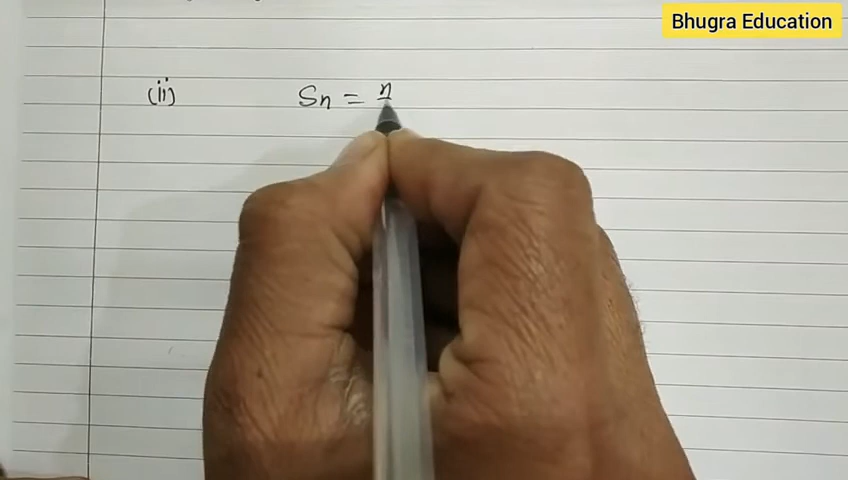 Bhugra Education
(ii) Sn = n